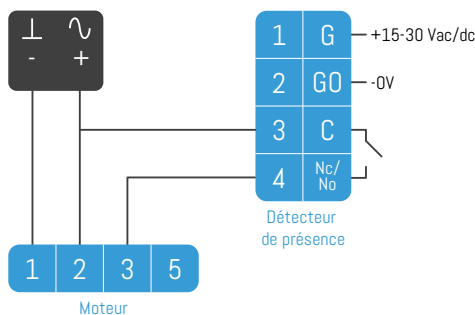 ⊥ ∿
- +
1 G +15-30 Vac/dc
2 G0 -0V
3 C
4 Nc/
No
Détecteur
de présence
1 2 3 5
Moteur